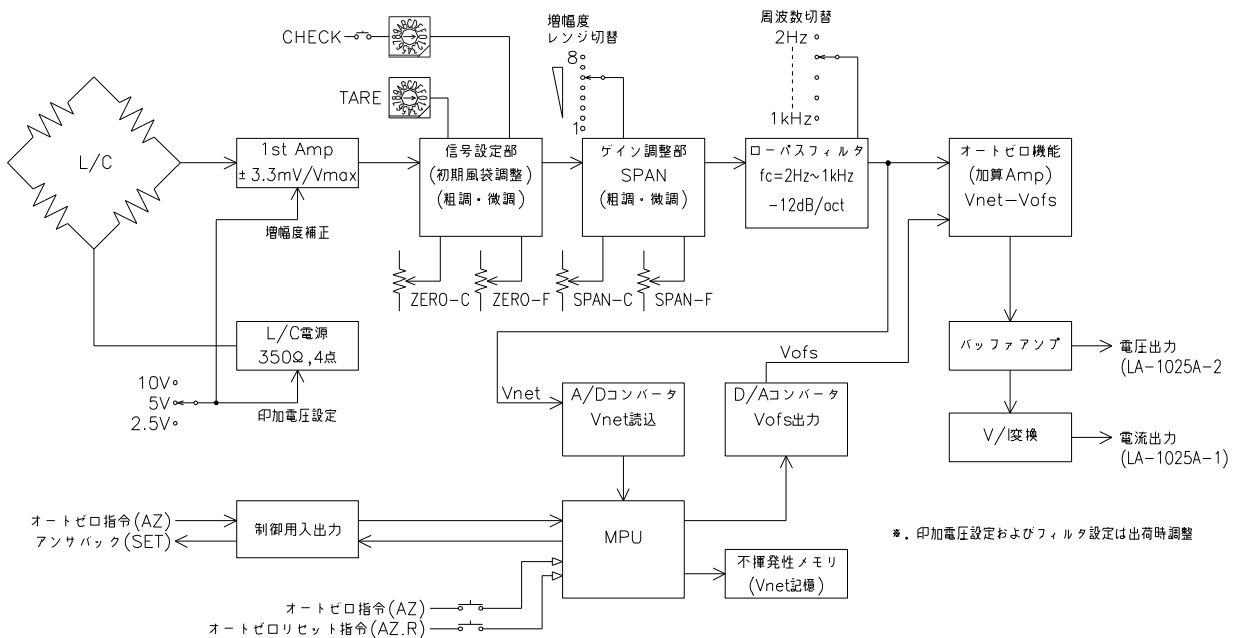 CHECK
TARE
増幅度
レンジ切替
8
1
周波数切替
2Hz
1kHz
L/C
1st Amp
±3.3mV/Vmax
増幅度補正
信号設定部
(初期風袋調整)
(粗調・微調)
ゲイン調整部
SPAN
(粗調・微調)
ローパスフィルタ
fc=2Hz~1kHz
-12dB/oct
オートゼロ機能
(加算Amp)
Vnet-Vofs
ZERO-C
ZERO-F
SPAN-C
SPAN-F
L/C電源
350Ω,4点
10V
5V
2.5V
印加電圧設定
Vnet
A/Dコンバータ
Vnet読込
Vofs
D/Aコンバータ
Vofs出力
バッファアンプ
電圧出力
(LA-1025A-2
V/I変換
電流出力
(LA-1025A-1)
オートゼロ指令(AZ)
アンサバック(SET)
制御用入出力
MPU
不揮発性メモリ
(Vnet記憶)
オートゼロ指令(AZ)
オートゼロリセット指令(AZ.R)
※. 印加電圧設定およびフィルタ設定は出荷時調整